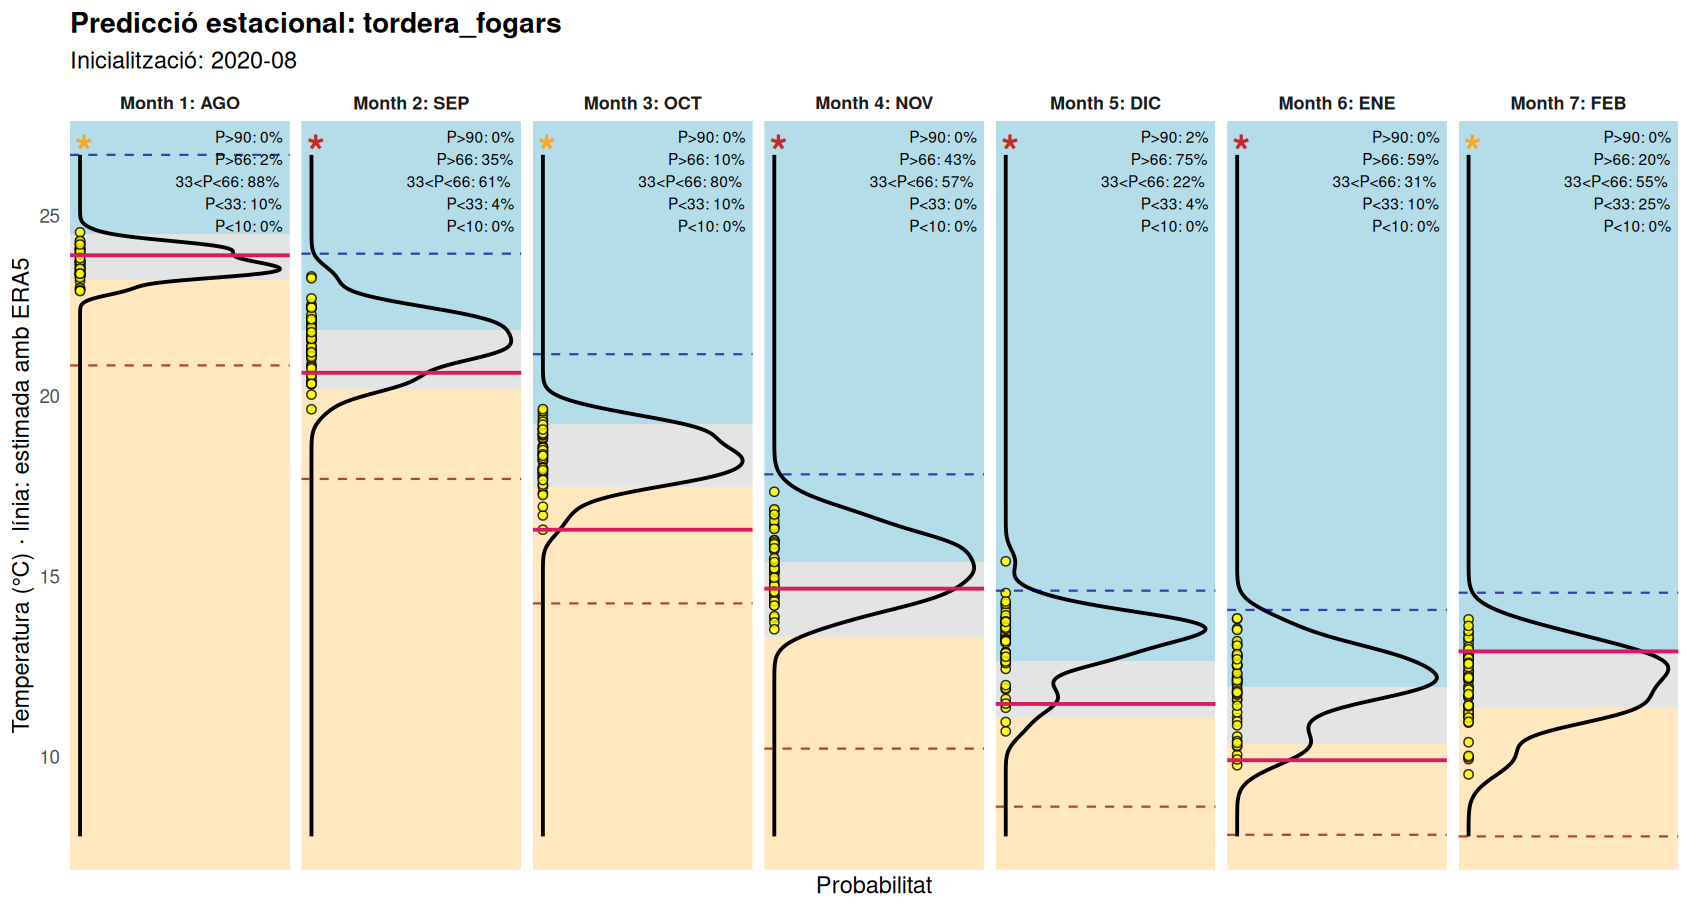 Predicció estacional: tordera_fogars
Inicialització: 2020-08
Month 1: AGO
Month 2: SEP
Month 3: OCT
Month 4: NOV
Month 5: DIC
Month 6: ENE
Month 7: FEB
*
P>90: 0%
P>66: 2%
33<P<66: 88%
P<33: 10%
P<10: 0%
*
P>90: 0%
P>66: 35%
33<P<66: 61%
P<33: 4%
P<10: 0%
*
P>90: 0%
P>66: 10%
33<P<66: 80%
P<33: 10%
P<10: 0%
*
P>90: 0%
P>66: 43%
33<P<66: 57%
P<33: 0%
P<10: 0%
*
P>90: 2%
P>66: 75%
33<P<66: 22%
P<33: 4%
P<10: 0%
*
P>90: 0%
P>66: 59%
33<P<66: 31%
P<33: 10%
P<10: 0%
*
P>90: 0%
P>66: 20%
33<P<66: 55%
P<33: 25%
P<10: 0%
25
20
15
10
Temperatura (°C) · línia: estimada amb ERA5
Probabilitat